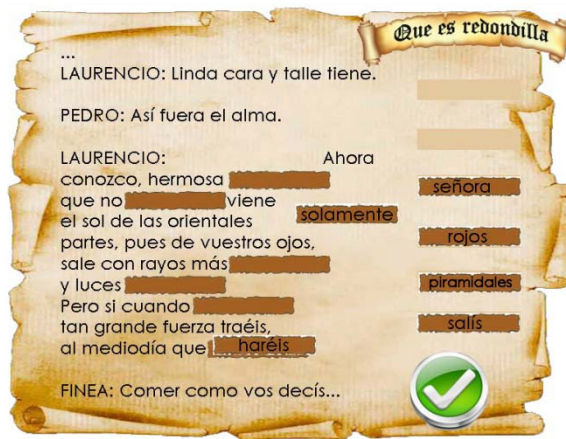 Que es redondilla
...
LAURENCIO: Linda cara y talle tiene.
PEDRO: Así fuera el alma.
LAURENCIO: Ahora
conozco, hermosa
señora
que no viene
solamente
el sol de las orientales
partes, pues de vuestros ojos,
rojos
sale con rayos más
y luces
piramidales
Pero si cuando
tan grande fuerza traéis,
salís
al mediodía que haréis
FINEA: Comer como vos decís...